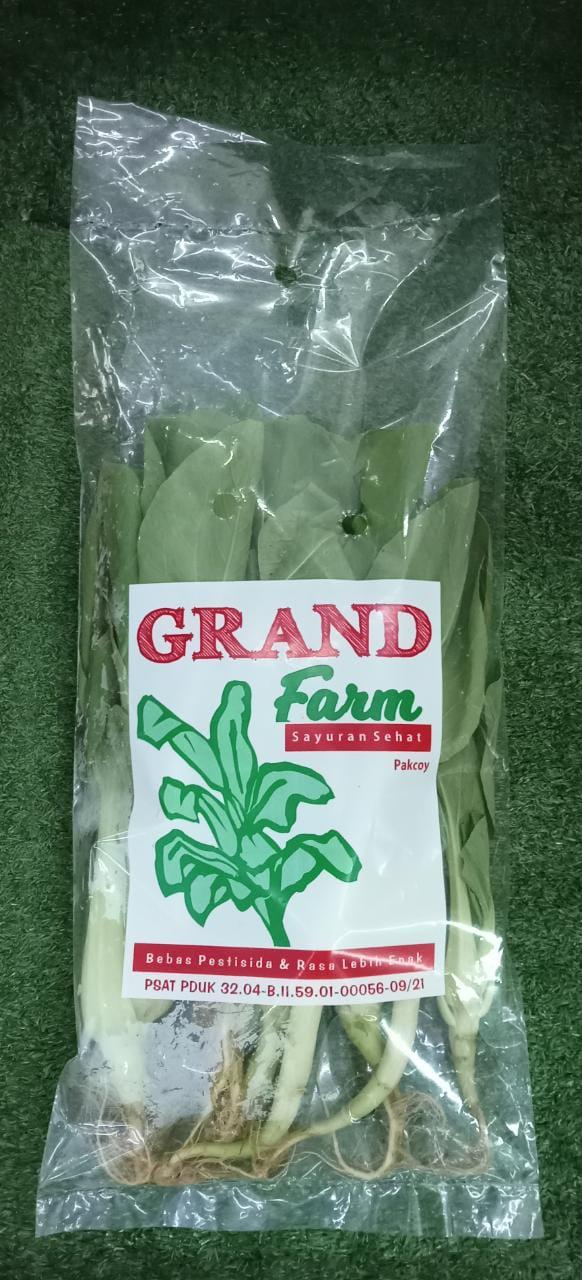 GRAND
Farm
Sayuran Sehat
Pakcoy
Bebas Pestisida & Rasa Lebih Enak
PSAT PDUK 32.04-B.II.59.01-00056-09/21